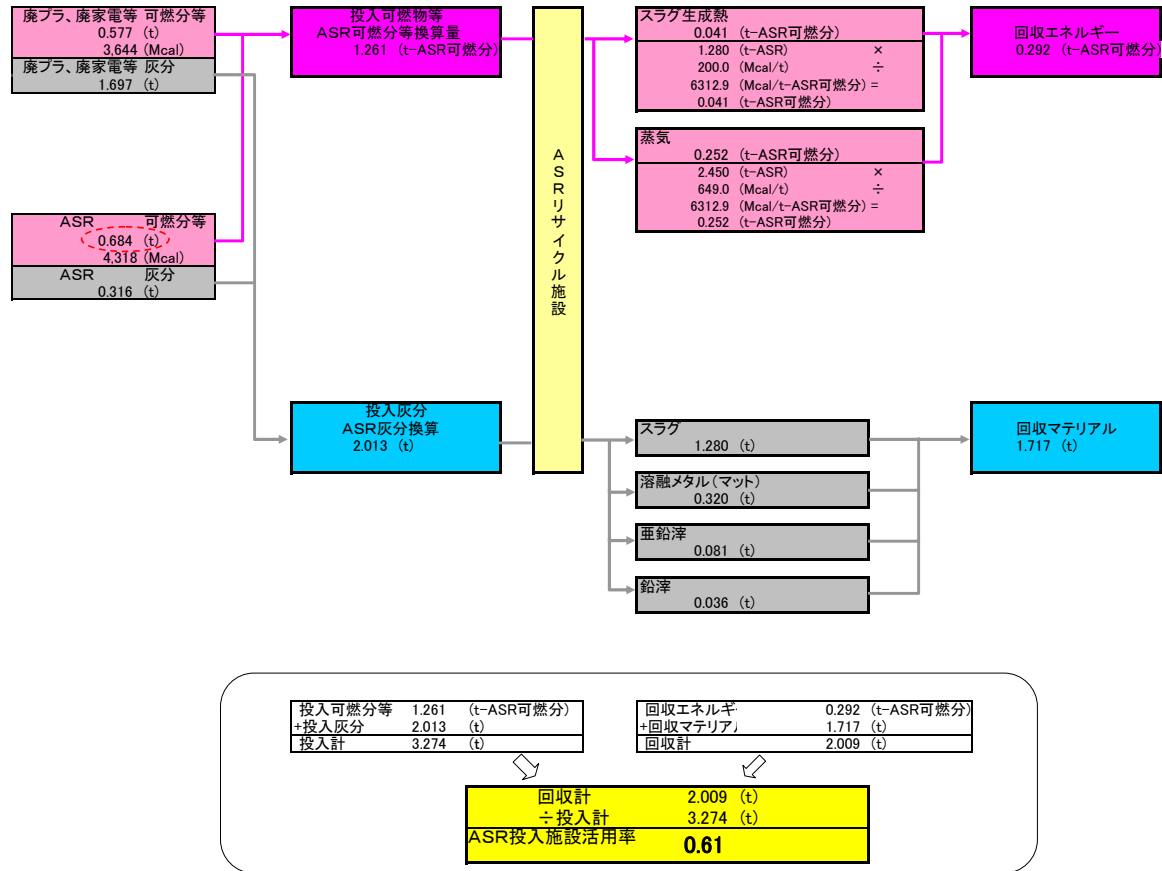 廃プラ、廃家電等 可燃分等
0.577 (t)
3,644 (Mcal)
廃プラ、廃家電等 灰分
1.697 (t)
ASR 可燃分等
0.684 (t)
4,318 (Mcal)
ASR 灰分
0.316 (t)
投入可燃物等
ASR可燃分等換算量
1.261 (t-ASR可燃分)
投入灰分
ASR灰分換算
2.013 (t)
ASRリサイクル施設
スラグ生成熱
0.041 (t-ASR可燃分)
1.280 (t-ASR) ×
200.0 (Mcal/t) ÷
6312.9 (Mcal/t-ASR可燃分) =
0.041 (t-ASR可燃分)
蒸気
0.252 (t-ASR可燃分)
2.450 (t-ASR) ×
649.0 (Mcal/t) ÷
6312.9 (Mcal/t-ASR可燃分) =
0.252 (t-ASR可燃分)
スラグ
1.280 (t)
溶融メタル(マット)
0.320 (t)
亜鉛滓
0.081 (t)
鉛滓
0.036 (t)
回収エネルギー
0.292 (t-ASR可燃分)
回収マテリアル
1.717 (t)
投入可燃分等 1.261 (t-ASR可燃分)
+投入灰分 2.013 (t)
投入計 3.274 (t)
回収エネルギ 0.292 (t-ASR可燃分)
+回収マテリア 1.717 (t)
回収計 2.009 (t)
回収計 2.009 (t)
÷投入計 3.274 (t)
ASR投入施設活用率 0.61